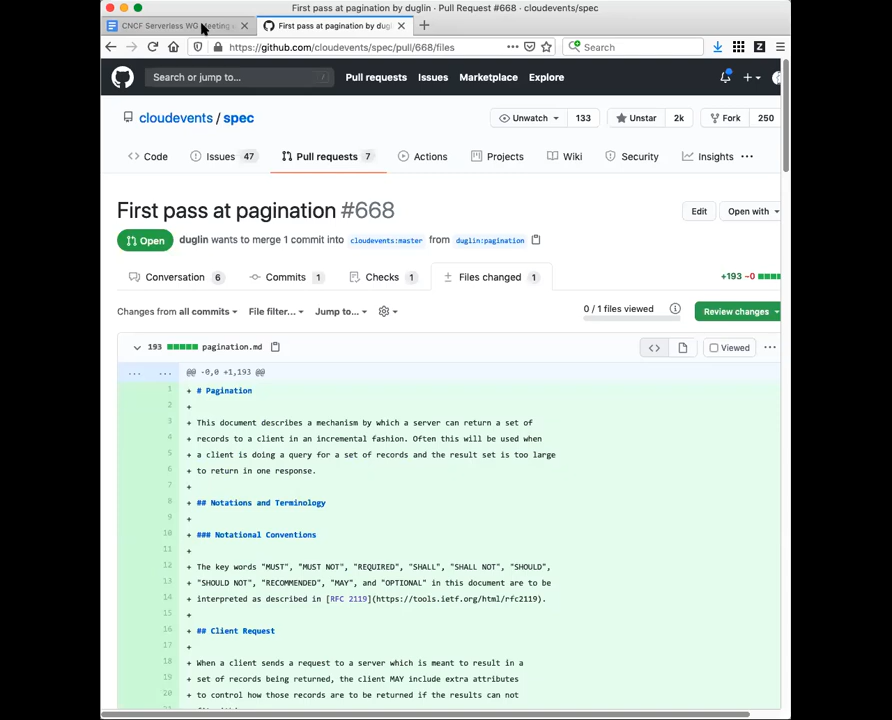 First pass at pagination by duglin · Pull Request #668 · cloudevents/spec
CNCF Serverless WG Meeting
First pass at pagination by dugli
https://github.com/cloudevents/spec/pull/668/files
Search
Search or jump to...
/
Pull requests
Issues
Marketplace
Explore
cloudevents / spec
Unwatch
133
Unstar
2k
Fork
250
Code
Issues 47
Pull requests 7
Actions
Projects
Wiki
Security
Insights
First pass at pagination #668
Edit
Open with
Open
duglin wants to merge 1 commit into cloudevents:master from duglin:pagination
Conversation 6
Commits 1
Checks 1
Files changed 1
+193 −0
Changes from all commits
File filter...
Jump to...
0 / 1 files viewed
Review changes
193
pagination.md
Viewed
... ... @@ -0,0 +1,193 @@
1 + # Pagination
2 +
3 + This document describes a mechanism by which a server can return a set of
4 + records to a client in an incremental fashion. Often this will be used when
5 + a client is doing a query for a set of records and the result set is too large
6 + to return in one response.
7 +
8 + ## Notations and Terminology
9 +
10 + ### Notational Conventions
11 +
12 + The key words "MUST", "MUST NOT", "REQUIRED", "SHALL", "SHALL NOT", "SHOULD",
13 + "SHOULD NOT", "RECOMMENDED", "MAY", and "OPTIONAL" in this document are to be
14 + interpreted as described in [RFC 2119](https://tools.ietf.org/html/rfc2119).
15 +
16 + ## Client Request
17 +
18 + When a client sends a request to a server which is meant to result in a
19 + set of records being returned, the client MAY include extra attributes
20 + to control how those records are to be returned if the results can not